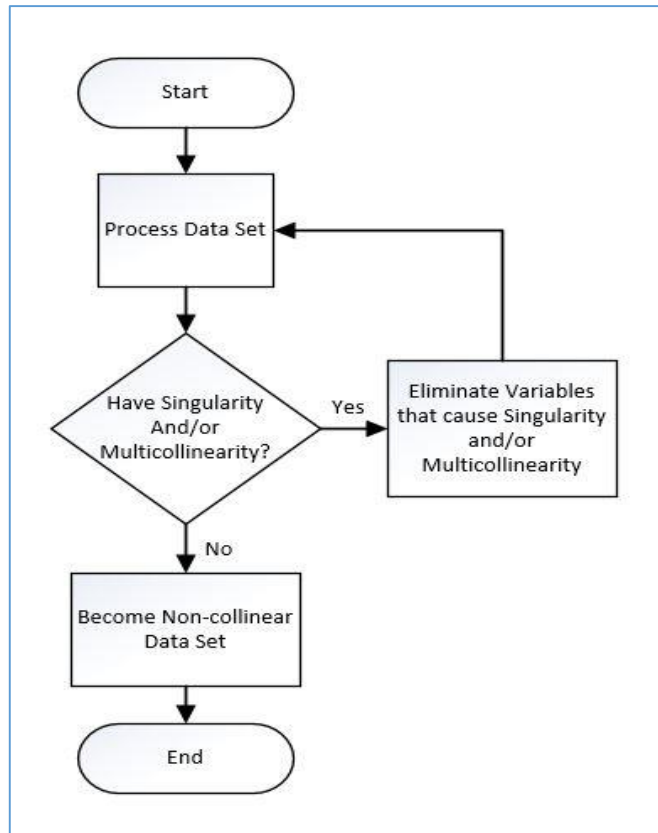 Start
Process Data Set
Have Singularity
And/or
Multicollinearity?
Yes
Eliminate Variables
that cause Singularity
and/or
Multicollinearity
No
Become Non-collinear
Data Set
End